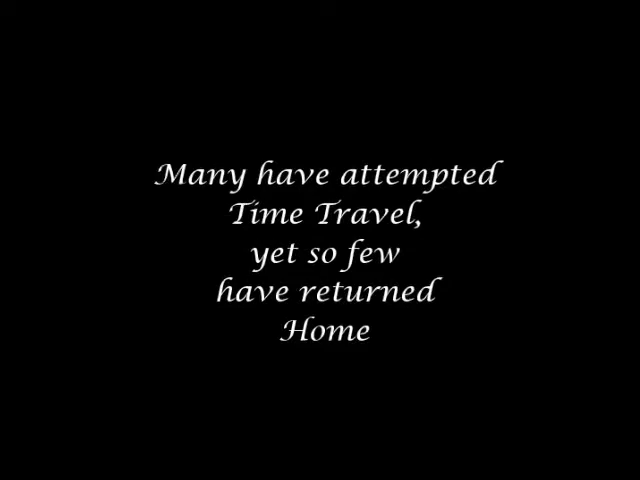 Many have attempted
Time Travel,
yet so few
have returned
Home